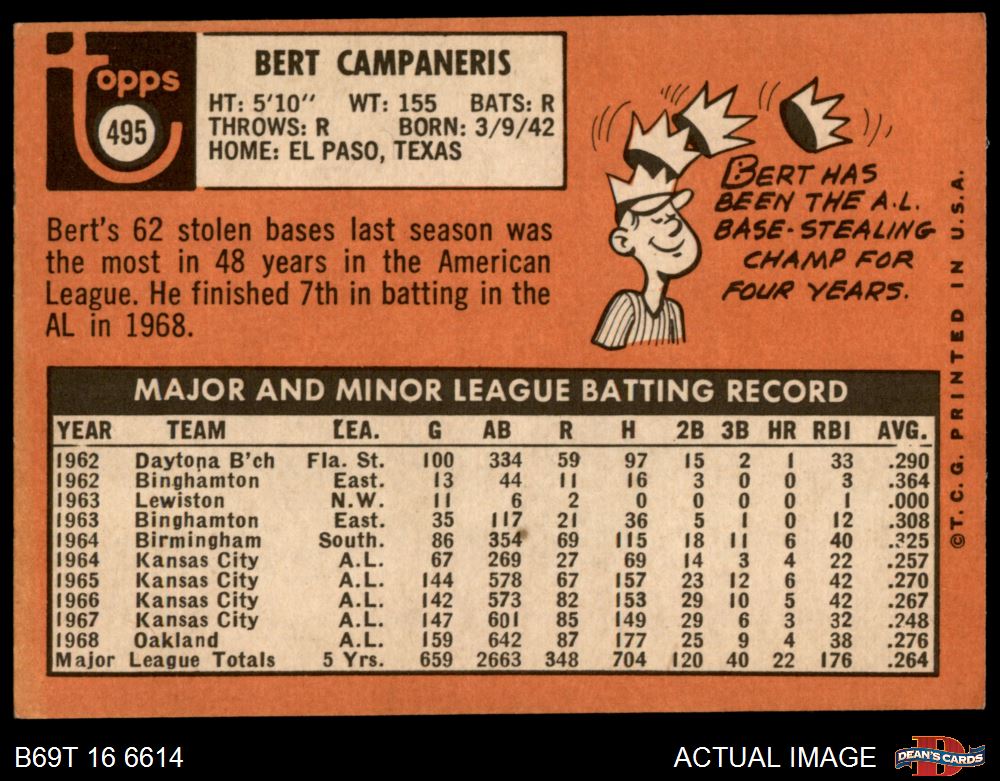 Topps
495
BERT CAMPANERIS
HT: 5'10" WT: 155 BATS: R
THROWS: R BORN: 3/9/42
HOME: EL PASO, TEXAS
Bert's 62 stolen bases last season was
the most in 48 years in the American
League. He finished 7th in batting in the
AL in 1968.
BERT HAS
BEEN THE A.L.
BASE-STEALING
CHAMP FOR
FOUR YEARS.
MAJOR AND MINOR LEAGUE BATTING RECORD
YEAR TEAM LEA. G AB R H 2B 3B HR RBI AVG.
1962 Daytona B'ch Fla. St. 100 334 59 97 15 2 1 33 .290
1962 Binghamton East. 13 44 11 16 3 0 0 3 .364
1963 Lewiston N.W. 11 6 2 0 0 0 0 1 .000
1963 Binghamton East. 35 117 21 36 5 1 0 12 .308
1964 Birmingham South. 86 354 69 115 18 11 6 40 .325
1964 Kansas City A.L. 67 269 27 69 14 3 4 22 .257
1965 Kansas City A.L. 144 578 67 157 23 12 6 42 .270
1966 Kansas City A.L. 142 573 82 153 29 10 5 42 .267
1967 Kansas City A.L. 147 601 85 149 29 6 3 32 .248
1968 Oakland A.L. 159 642 87 177 25 9 4 38 .276
Major League Totals 5 Yrs. 659 2663 348 704 120 40 22 176 .264
©T.C.G. PRINTED IN U.S.A.
B69T 16 6614
ACTUAL IMAGE
DEAN'S CARDS